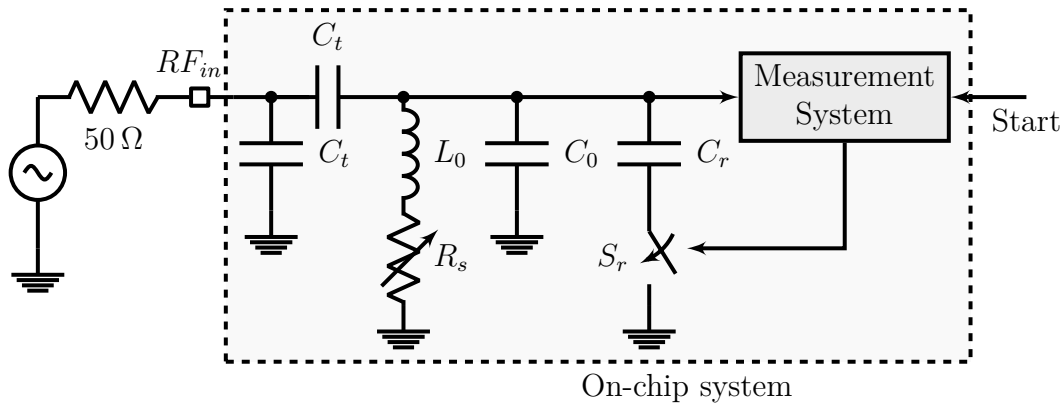 C_t
RF_in
Measurement
System
50 Ω
C_t
L_0
C_0
C_r
Start
R_s
S_r
On-chip system